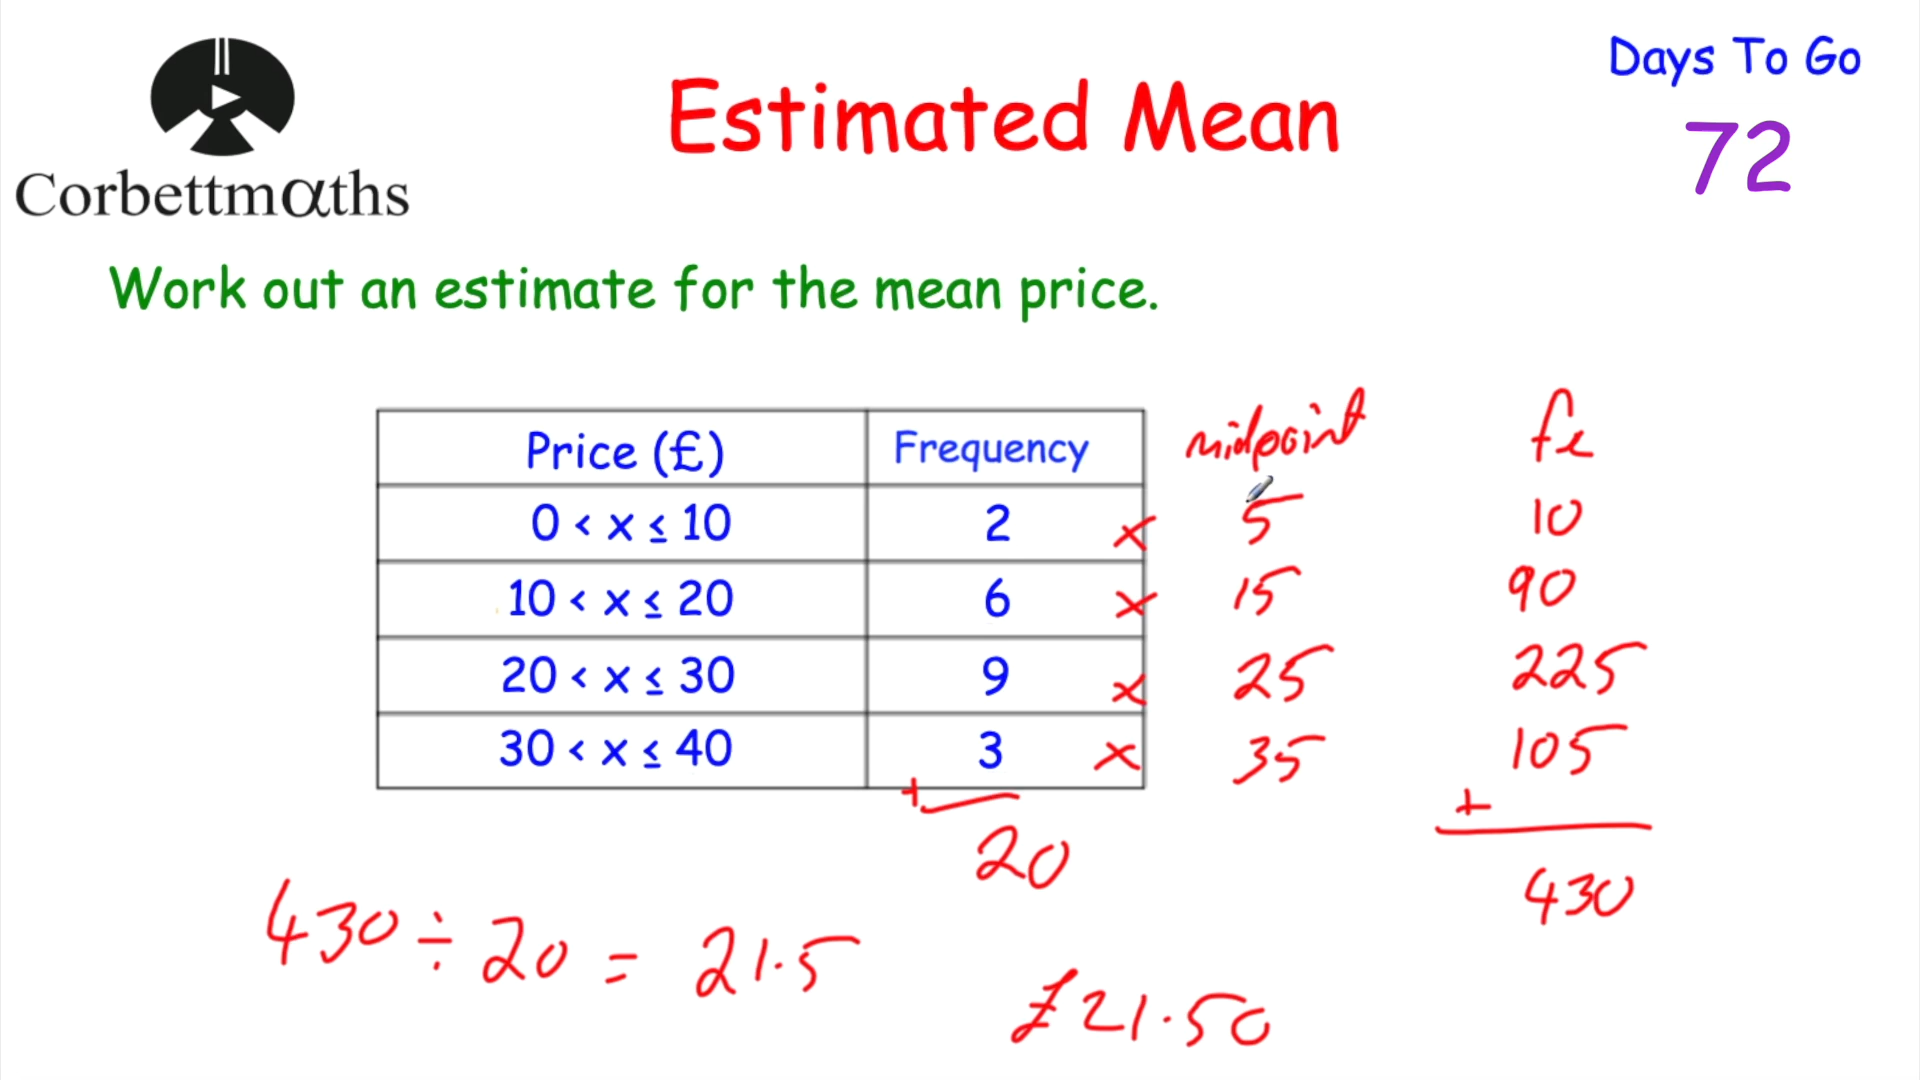 Days To Go
72
Corbettmαths
Estimated Mean
Work out an estimate for the mean price.
Price (£) Frequency midpoint fx
0 < x ≤ 10 2 x 5 10
10 < x ≤ 20 6 x 15 90
20 < x ≤ 30 9 x 25 225
30 < x ≤ 40 3 x 35 105
+ 20 + 430
430 ÷ 20 = 21.5
£21.50